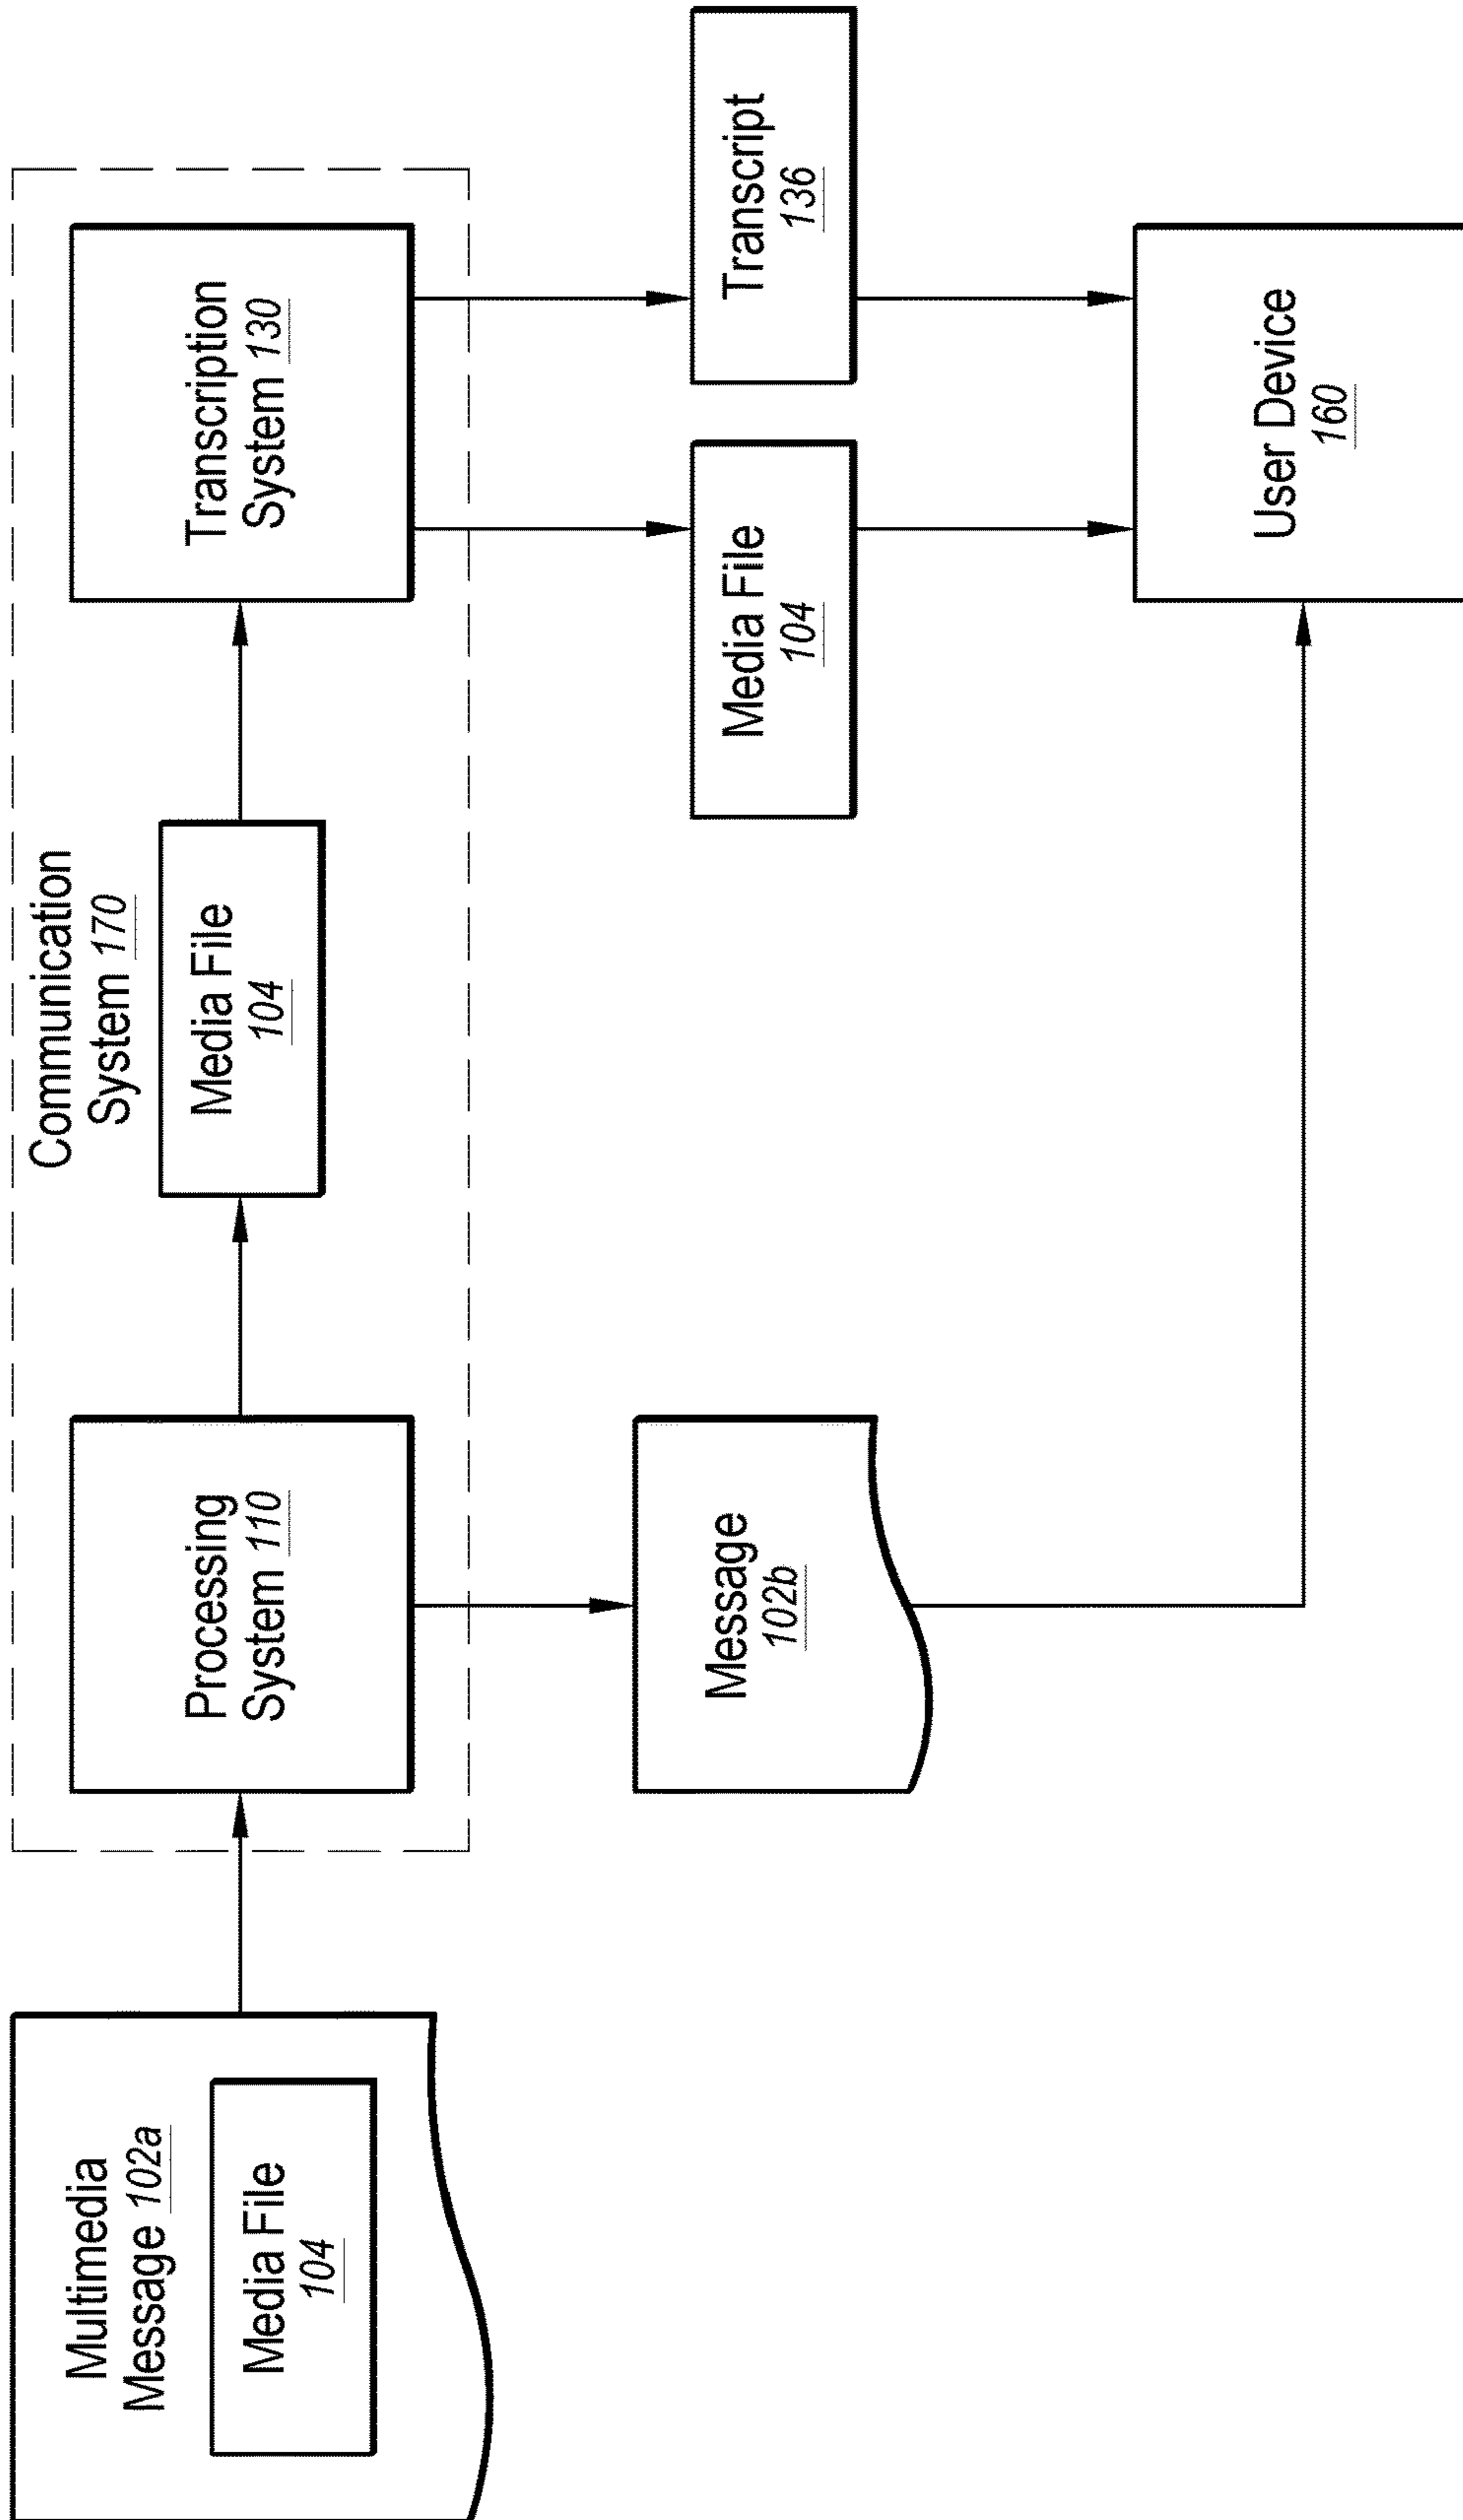 Multimedia
Message 102a
Media File
104
Processing
System 110
Communication
System 170
Media File
104
Transcription
System 130
Message
102b
Media File
104
Transcript
136
User Device
160